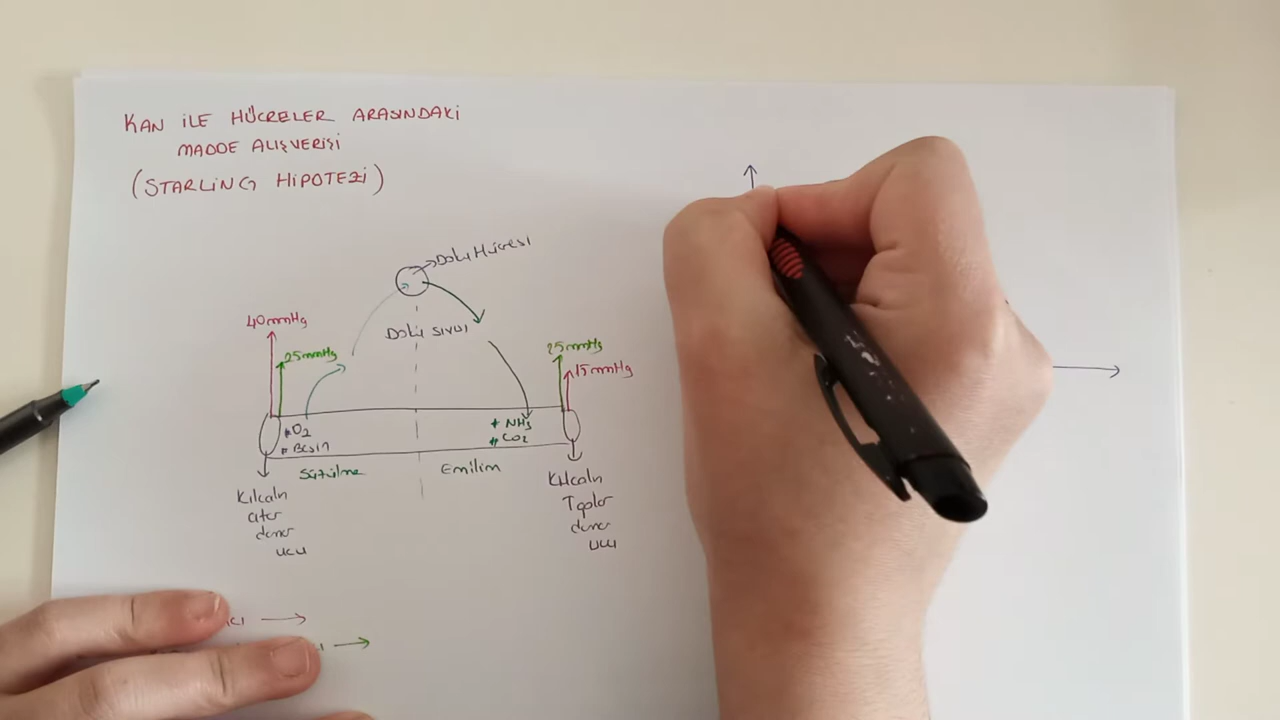 KAN İLE HÜCRELER ARASINDAKİ
MADDE ALIŞVERİŞİ
(STARLING HİPOTEZİ)
Doku Hücresi
Doku sıvısı
40mmHg
25mmHg
25mmHg
15mmHg
* O2
* Besin
* NH3
* CO2
Süzülme
Emilim
Kılcalın
atar
damar
ucu
Kılcalın
Toplar
damar
ucu